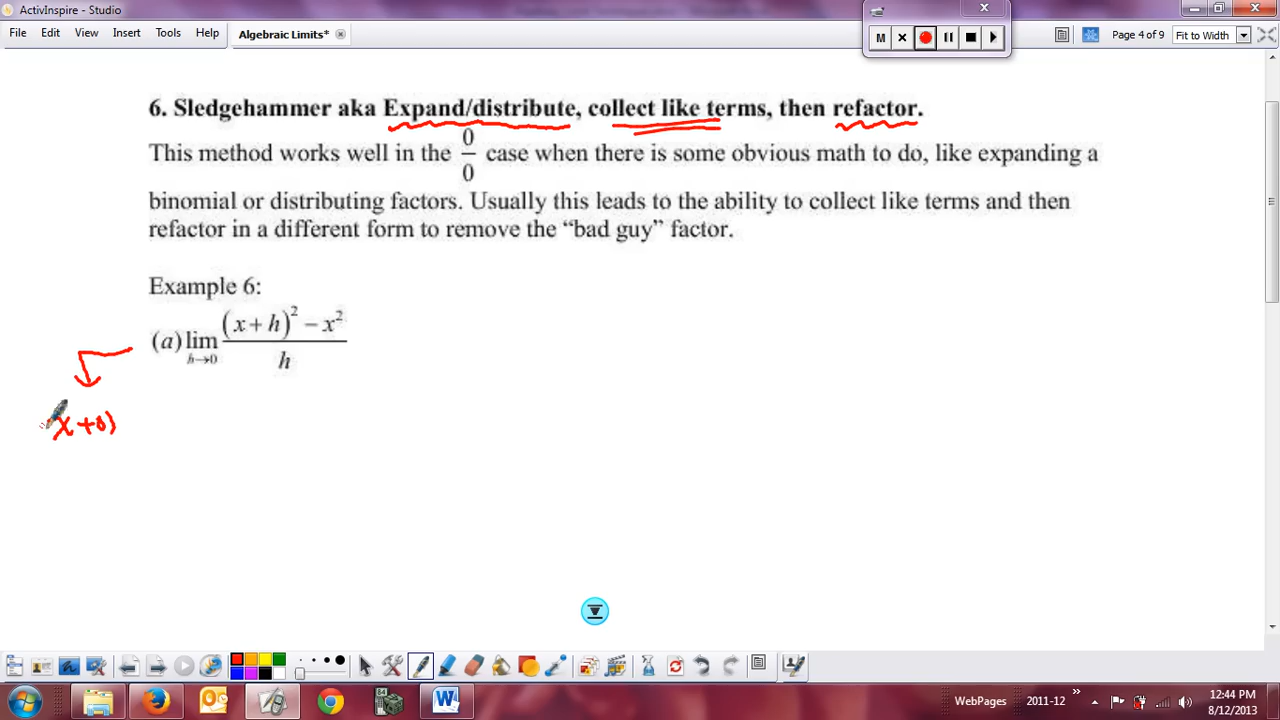 ActivInspire - Studio
File Edit View Insert Tools Help Algebraic Limits* Page 4 of 9 Fit to Width
M
6. Sledgehammer aka Expand/distribute, collect like terms, then refactor.
This method works well in the 0/0 case when there is some obvious math to do, like expanding a
binomial or distributing factors. Usually this leads to the ability to collect like terms and then
refactor in a different form to remove the “bad guy” factor.
Example 6:
(a) lim h→0 ((x + h)² − x²)/h
x+0)
WebPages 2011-12 » 12:44 PM
8/12/2013